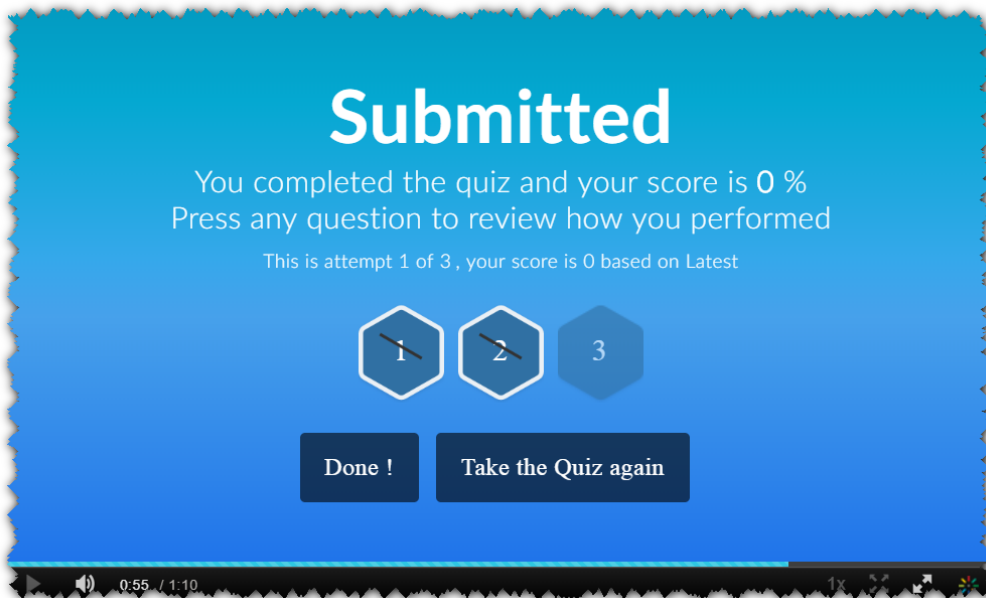 Submitted
You completed the quiz and your score is 0 %
Press any question to review how you performed
This is attempt 1 of 3 , your score is 0 based on Latest
1 2 3
Done ! Take the Quiz again
0:55 / 1:10 1x